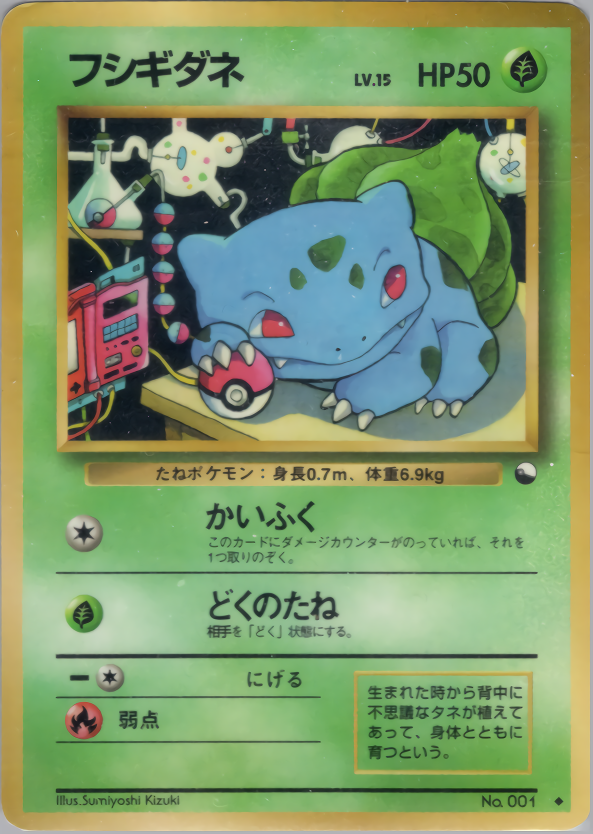 フシギダネ LV.15 HP50
たねポケモン：身長0.7m、体重6.9kg
かいふく
このカードにダメージカウンターがのっていれば、それを
1つ取りのぞく。
どくのたね
相手を「どく」状態にする。
にげる
弱点
生まれた時から背中に
不思議なタネが植えて
あって、身体とともに
育つという。
Illus.Sumiyoshi Kizuki
No. 001